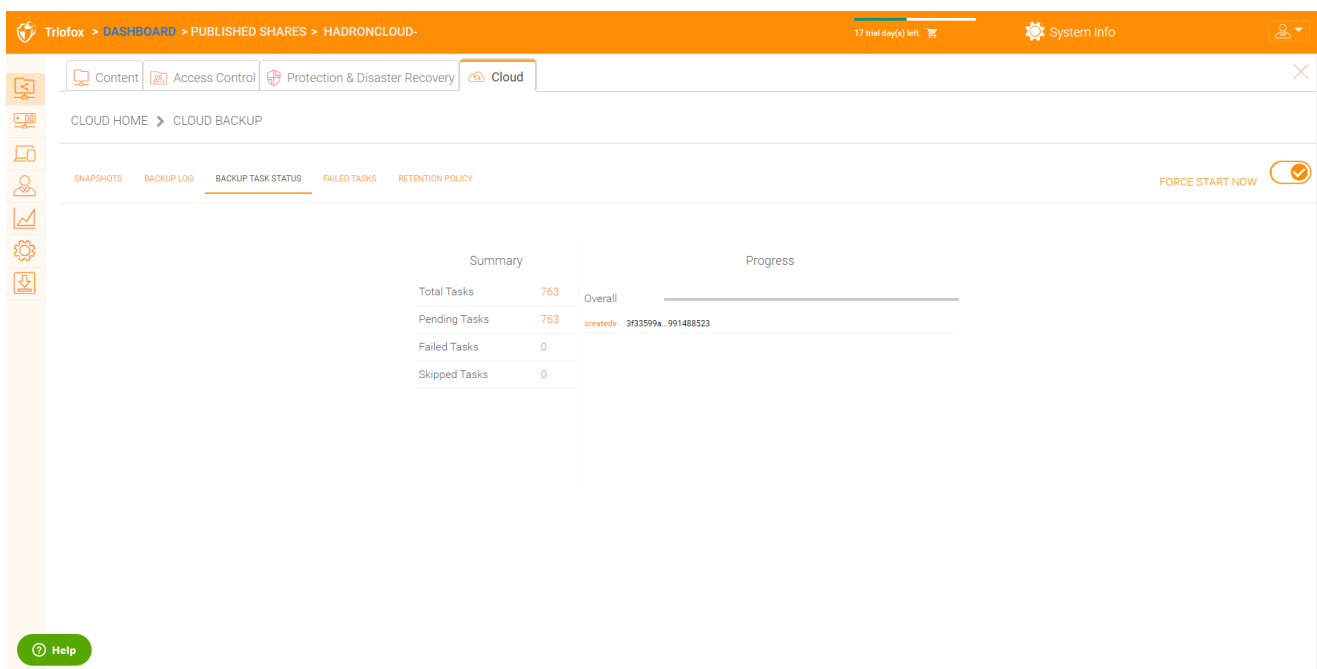 Triofox > DASHBOARD > PUBLISHED SHARES > HADRONCLOUD-
17 trial day(s) left.
System Info
Content
Access Control
Protection & Disaster Recovery
Cloud
CLOUD HOME > CLOUD BACKUP
SNAPSHOTS
BACKUP LOG
BACKUP TASK STATUS
FAILED TASKS
RETENTION POLICY
FORCE START NOW
Summary
Total Tasks 763
Pending Tasks 763
Failed Tasks 0
Skipped Tasks 0
Progress
Overall
createdir 3f33599a...991488523
Help